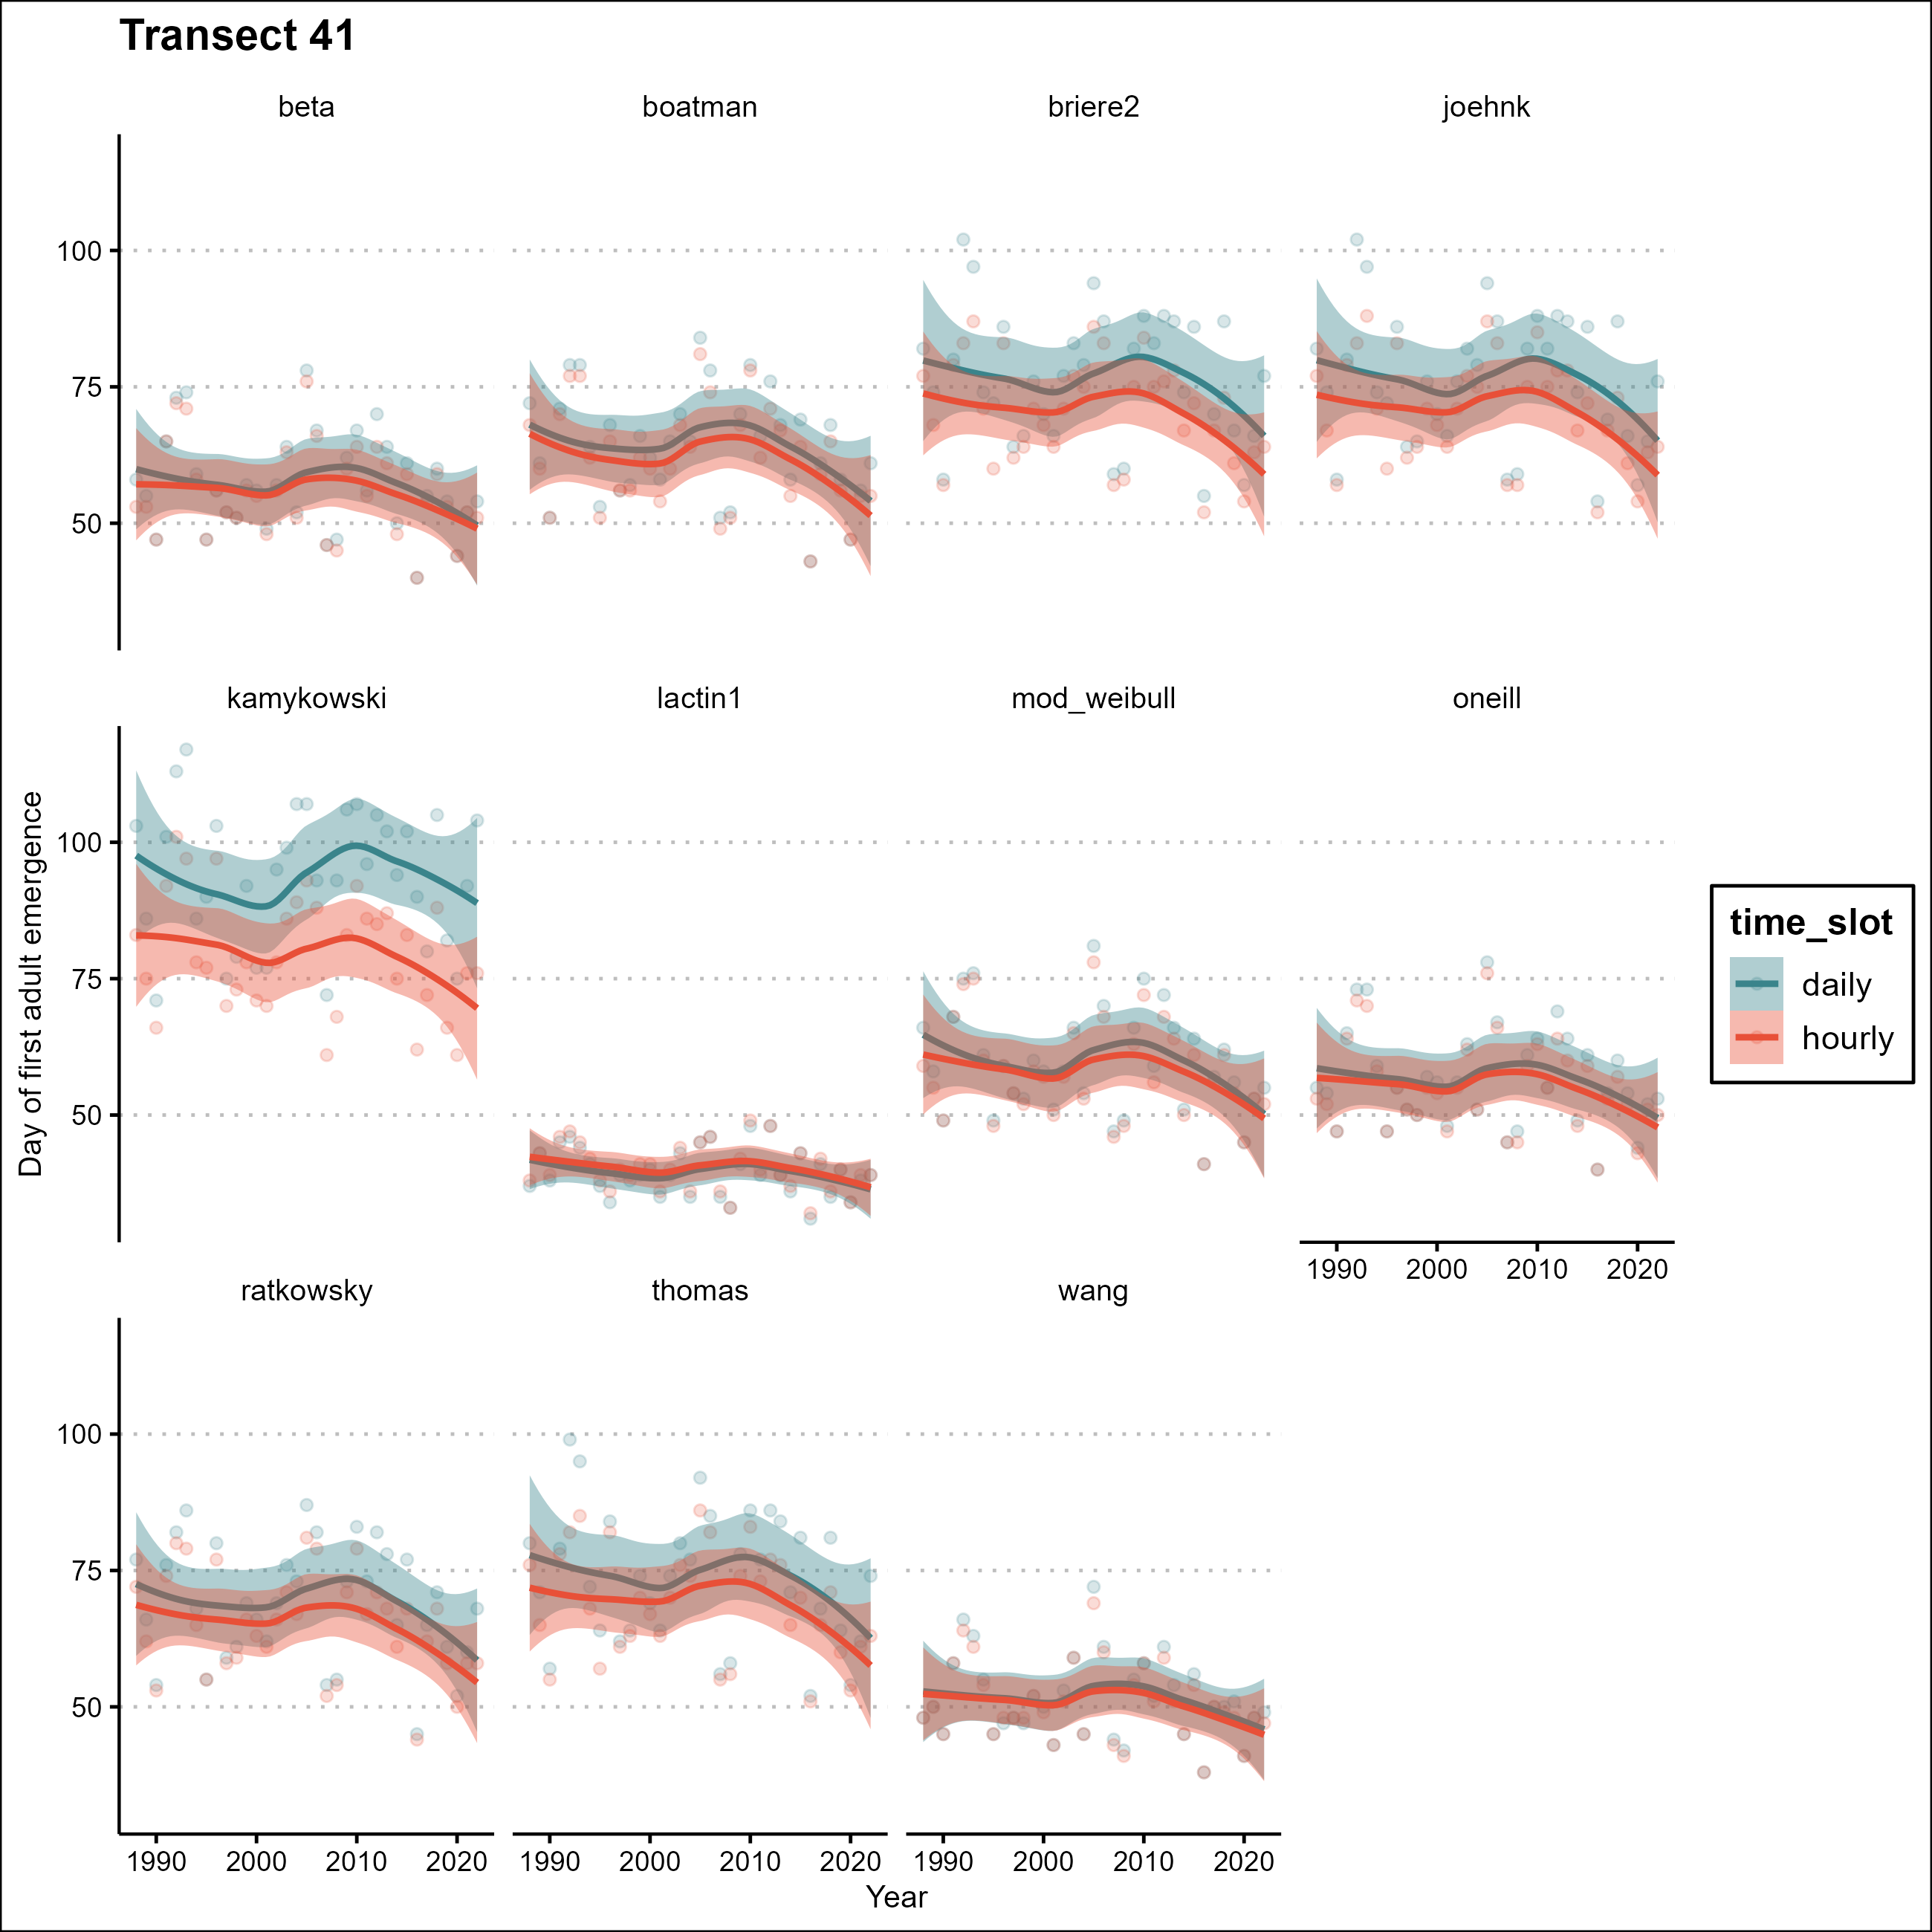 Transect 41
beta boatman briere2 joehnk
100
75
50
kamykowski lactin1 mod_weibull oneill
100
75
50
1990 2000 2010 2020
ratkowsky thomas wang
100
75
50
1990 2000 2010 2020 1990 2000 2010 2020 1990 2000 2010 2020
Year
Day of first adult emergence
time_slot
daily
hourly